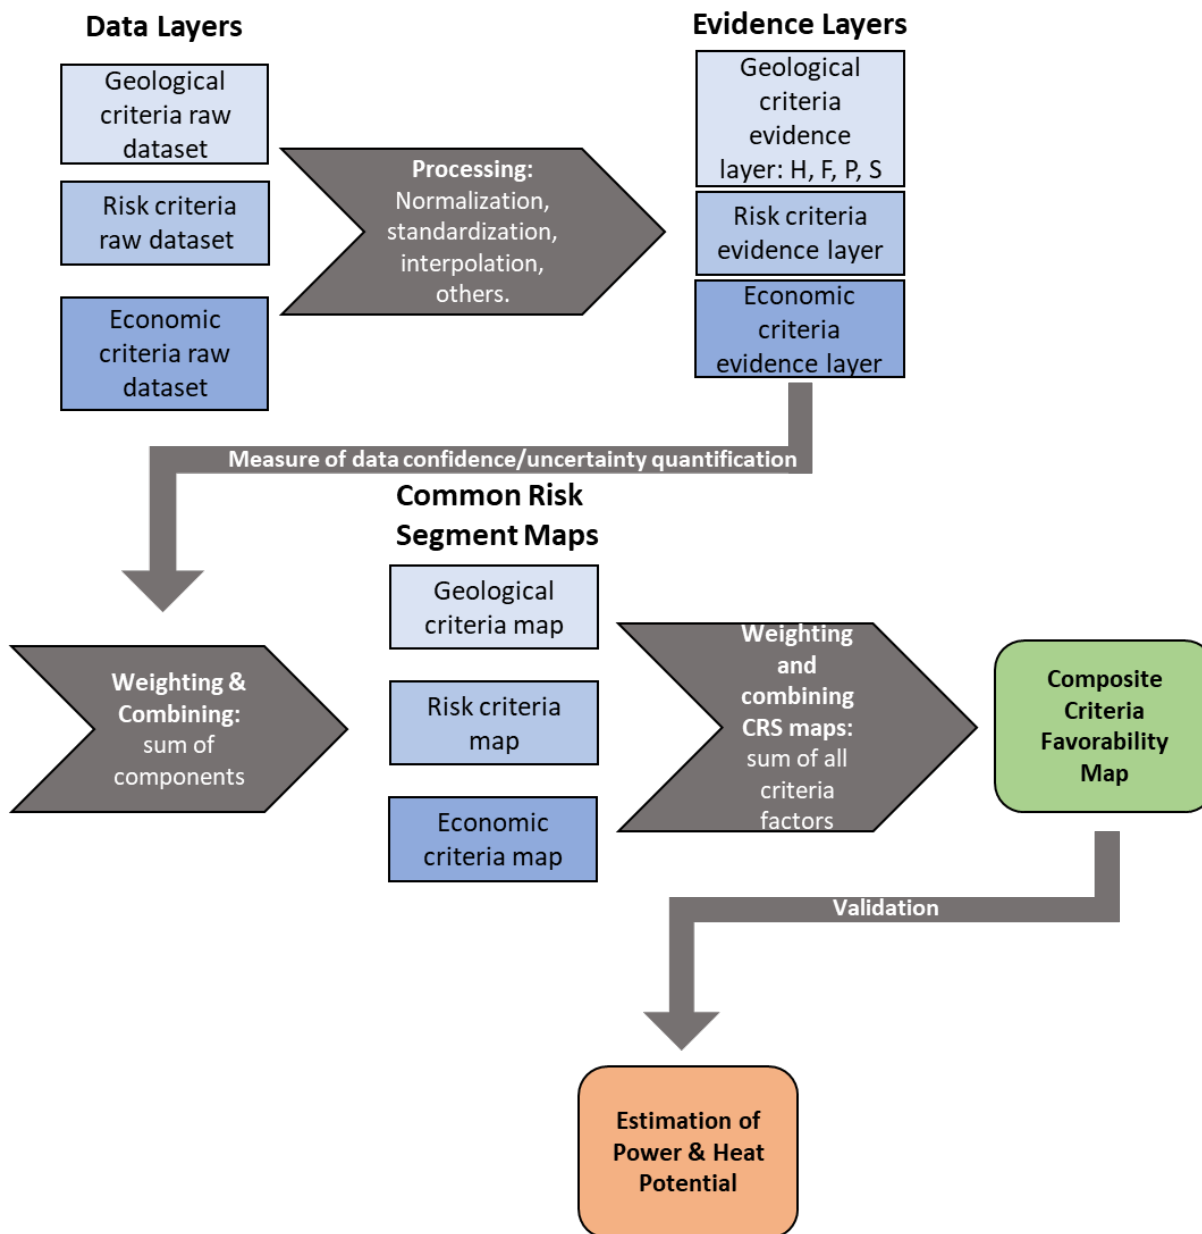 Data Layers
Geological
criteria raw
dataset
Risk criteria
raw dataset
Economic
criteria raw
dataset
Processing:
Normalization,
standardization,
interpolation,
others.
Evidence Layers
Geological
criteria
evidence
layer: H, F, P, S
Risk criteria
evidence layer
Economic
criteria
evidence layer
Measure of data confidence/uncertainty quantification
Weighting &
Combining:
sum of
components
Common Risk
Segment Maps
Geological
criteria map
Risk criteria
map
Economic
criteria map
Weighting
and
combining
CRS maps:
sum of all
criteria
factors
Composite
Criteria
Favorability
Map
Validation
Estimation of
Power & Heat
Potential